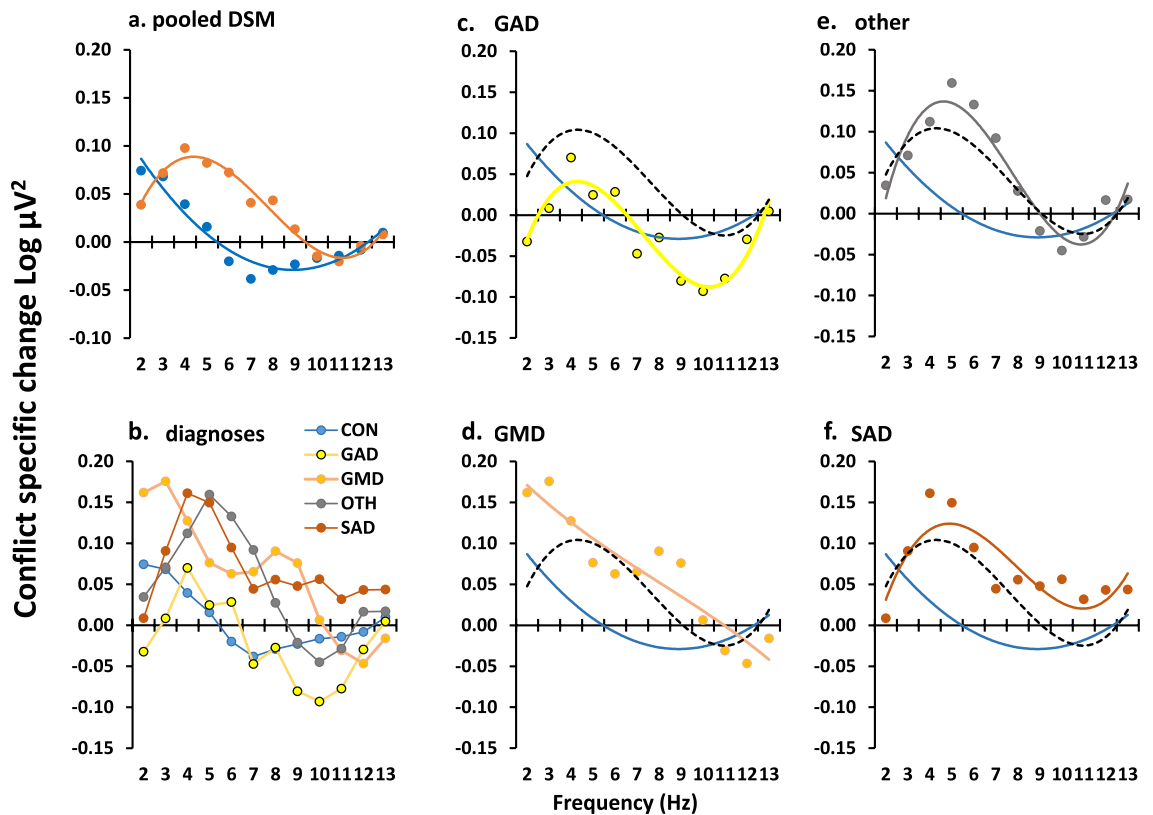 Conflict specific change Log µV²
a. pooled DSM
0.20
0.15
0.10
0.05
0.00
-0.05
-0.10
2 3 4 5 6 7 8 9 10 11 12 13
c. GAD
0.20
0.15
0.10
0.05
0.00
-0.05
-0.10
-0.15
2 3 4 5 6 7 8 9 10 11 12 13
e. other
0.20
0.15
0.10
0.05
0.00
-0.05
-0.10
-0.15
2 3 4 5 6 7 8 9 10 11 12 13
b. diagnoses
CON
GAD
GMD
OTH
SAD
0.20
0.15
0.10
0.05
0.00
-0.05
-0.10
-0.15
2 3 4 5 6 7 8 9 10 11 12 13
d. GMD
0.20
0.15
0.10
0.05
0.00
-0.05
-0.10
-0.15
2 3 4 5 6 7 8 9 10 11 12 13
f. SAD
0.20
0.15
0.10
0.05
0.00
-0.05
-0.10
-0.15
2 3 4 5 6 7 8 9 10 11 12 13
Frequency (Hz)